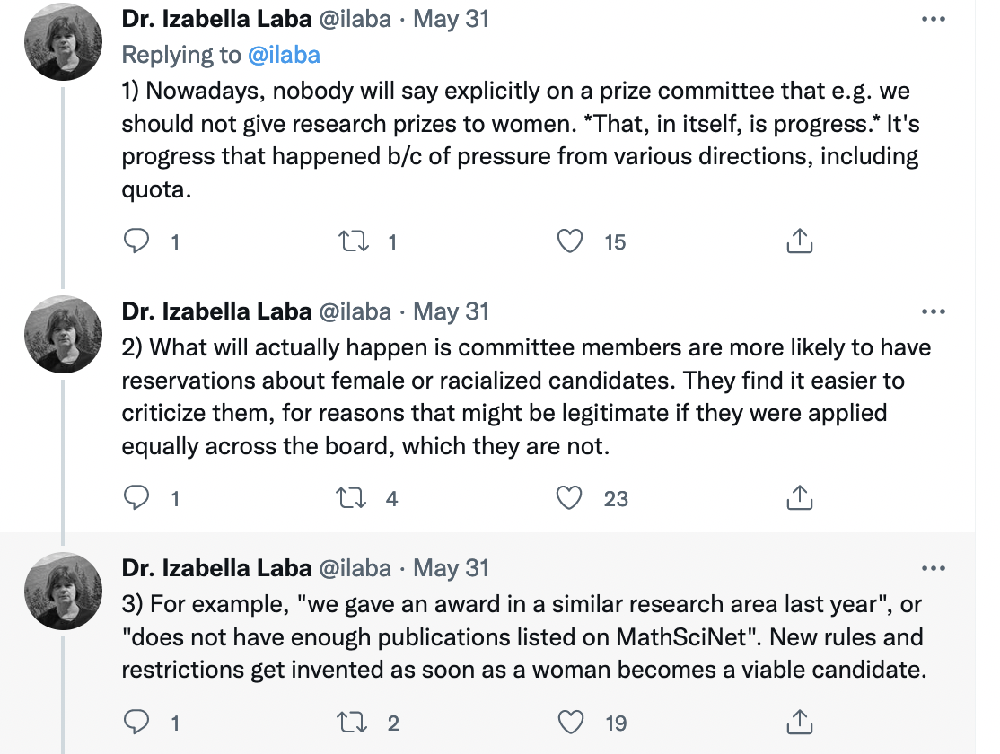 Dr. Izabella Laba @ilaba · May 31
Replying to @ilaba
1) Nowadays, nobody will say explicitly on a prize committee that e.g. we
should not give research prizes to women. *That, in itself, is progress.* It's
progress that happened b/c of pressure from various directions, including
quota.
1 1 15
Dr. Izabella Laba @ilaba · May 31
2) What will actually happen is committee members are more likely to have
reservations about female or racialized candidates. They find it easier to
criticize them, for reasons that might be legitimate if they were applied
equally across the board, which they are not.
1 4 23
Dr. Izabella Laba @ilaba · May 31
3) For example, "we gave an award in a similar research area last year", or
"does not have enough publications listed on MathSciNet". New rules and
restrictions get invented as soon as a woman becomes a viable candidate.
1 2 19